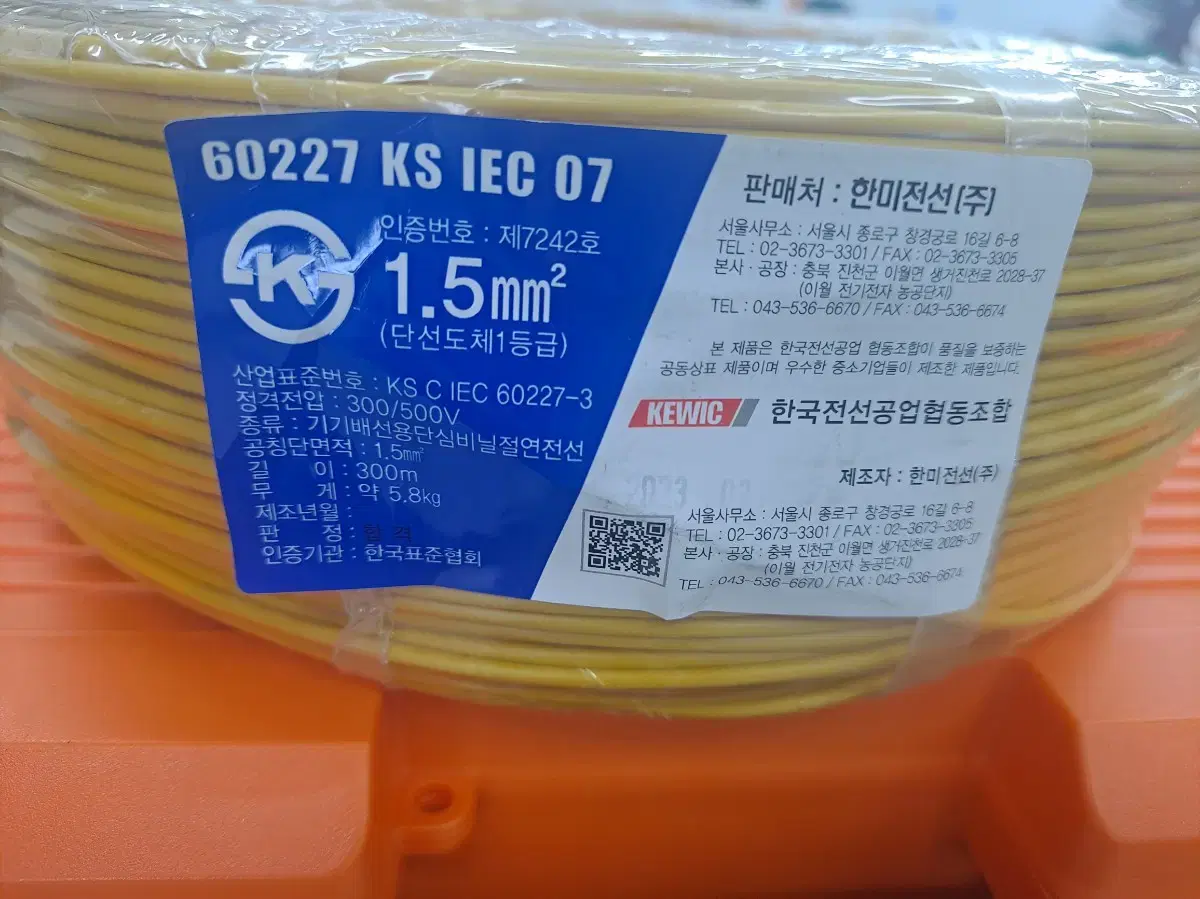 60227 KS IEC 07
K
인증번호 : 제7242호
1.5㎟
(단선도체1등급)
산업표준번호 : KS C IEC 60227-3
정격전압 : 300/500V
종류 : 기기배선용단심비닐절연전선
공칭단면적 : 1.5㎟
길 이 : 300m
무 게 : 약 5.8kg
제조년월 :
판 정 : 합 격
인증기관 : 한국표준협회
판매처 : 한미전선(주)
서울사무소 : 서울시 종로구 창경궁로 16길 6-8
TEL : 02-3673-3301 / FAX : 02-3673-3305
본사 · 공장 : 충북 진천군 이월면 생거진천로 2028-37
(이월 전기전자 농공단지)
TEL : 043-536-6670 / FAX : 043-536-6674
본 제품은 한국전선공업 협동조합이 품질을 보증하는
공동상표 제품이며 우수한 중소기업들이 제조한 제품입니다.
KEWIC 한국전선공업협동조합
제조자 : 한미전선(주)
서울사무소 : 서울시 종로구 창경궁로 16길 6-8
TEL : 02-3673-3301 / FAX : 02-3673-3305
본사 · 공장 : 충북 진천군 이월면 생거진천로 2028-37
(이월 전기전자 농공단지)
TEL : 043-536-6670 / FAX : 043-536-6674